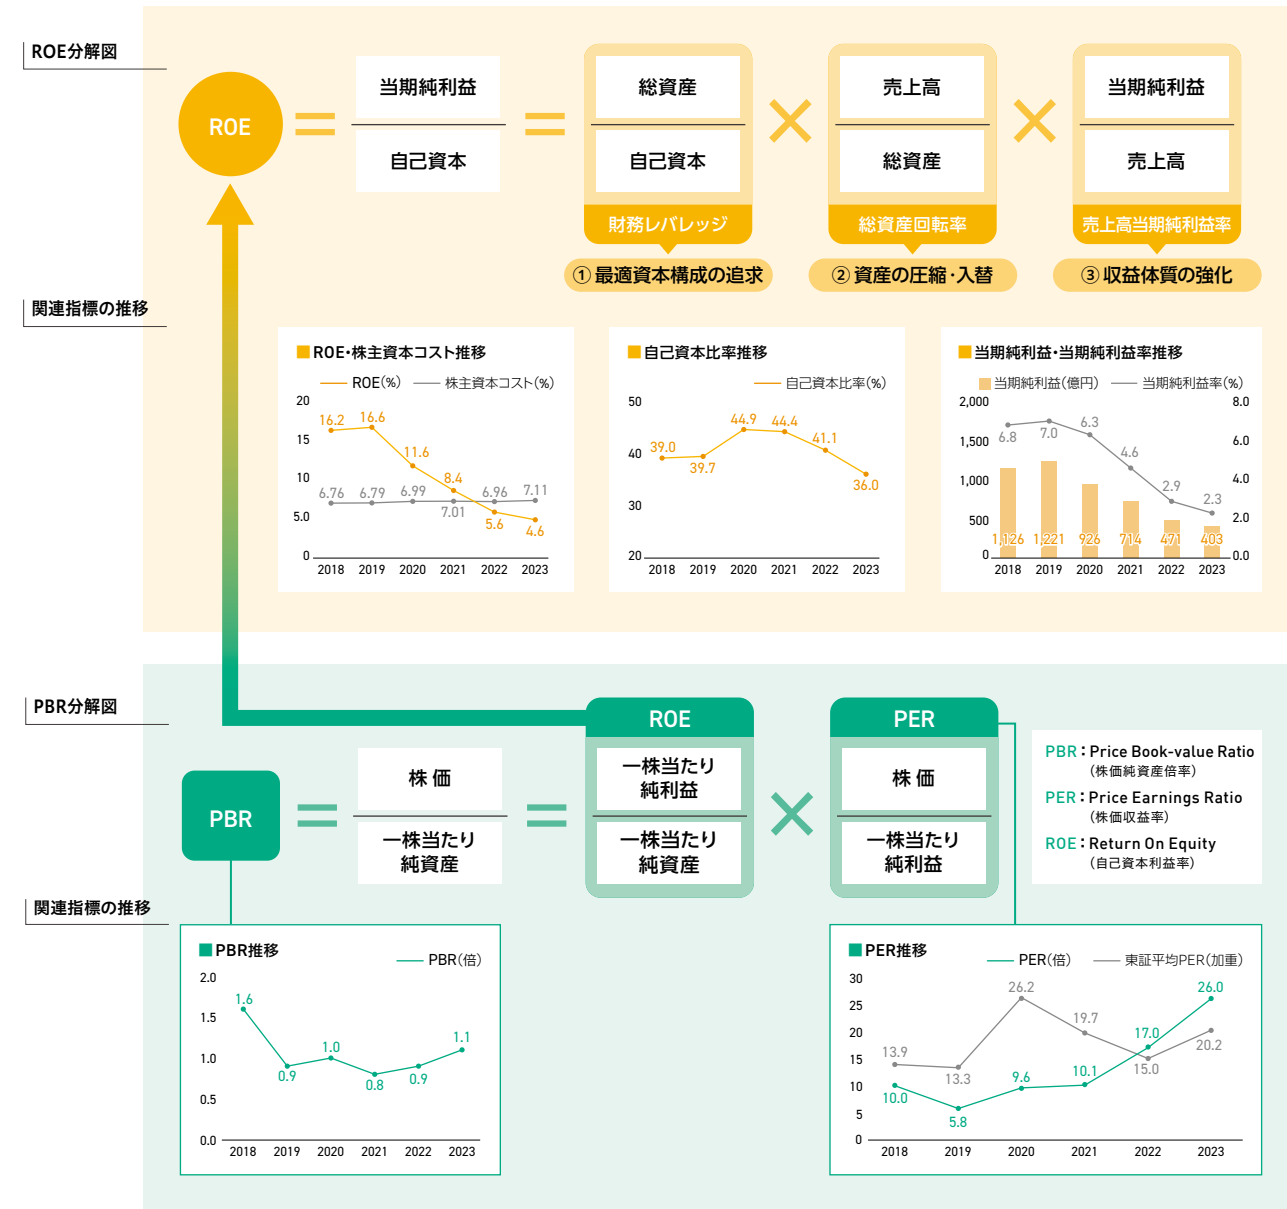 ROE分解図
ROE
=
当期純利益
自己資本
=
総資産
自己資本
財務レバレッジ
①最適資本構成の追求
×
売上高
総資産
総資産回転率
②資産の圧縮・入替
×
当期純利益
売上高
売上高当期純利益率
③収益体質の強化
関連指標の推移
■ROE・株主資本コスト推移
ROE(%) 株主資本コスト(%)
20
15
10
5.0
0
16.2 16.6 11.6 8.4 5.6 4.6
6.76 6.79 6.99 7.01 6.96 7.11
2018 2019 2020 2021 2022 2023
■自己資本比率推移
自己資本比率(%)
50
40
30
20
39.0 39.7 44.9 44.4 41.1 36.0
2018 2019 2020 2021 2022 2023
■当期純利益・当期純利益率推移
当期純利益(億円) 当期純利益率(%)
2,000
1,500
1,000
500
0
8.0
6.0
4.0
2.0
0.0
6.8 7.0 6.3 4.6 2.9 2.3
1,126 1,221 926 714 471 403
2018 2019 2020 2021 2022 2023
PBR分解図
PBR
=
株価
一株当たり
純資産
=
ROE
一株当たり
純利益
一株当たり
純資産
×
PER
株価
一株当たり
純利益
PBR：Price Book-value Ratio
(株価純資産倍率)
PER：Price Earnings Ratio
(株価収益率)
ROE：Return On Equity
(自己資本利益率)
関連指標の推移
■PBR推移
PBR(倍)
2.0
1.5
1.0
0.5
0.0
1.6 0.9 1.0 0.8 0.9 1.1
2018 2019 2020 2021 2022 2023
■PER推移
PER(倍) 東証平均PER(加重)
30
25
20
15
10
5
0
13.9 13.3 26.2 19.7 15.0 20.2
10.0 5.8 9.6 10.1 17.0 26.0
2018 2019 2020 2021 2022 2023